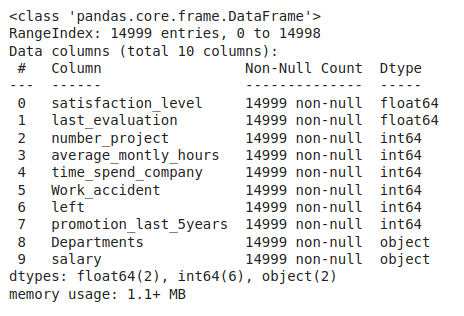 <class 'pandas.core.frame.DataFrame'>
RangeIndex: 14999 entries, 0 to 14998
Data columns (total 10 columns):
 #   Column                 Non-Null Count  Dtype
---  ------                 --------------  -----
 0   satisfaction_level     14999 non-null  float64
 1   last_evaluation        14999 non-null  float64
 2   number_project         14999 non-null  int64
 3   average_montly_hours   14999 non-null  int64
 4   time_spend_company     14999 non-null  int64
 5   Work_accident          14999 non-null  int64
 6   left                   14999 non-null  int64
 7   promotion_last_5years  14999 non-null  int64
 8   Departments            14999 non-null  object
 9   salary                 14999 non-null  object
dtypes: float64(2), int64(6), object(2)
memory usage: 1.1+ MB